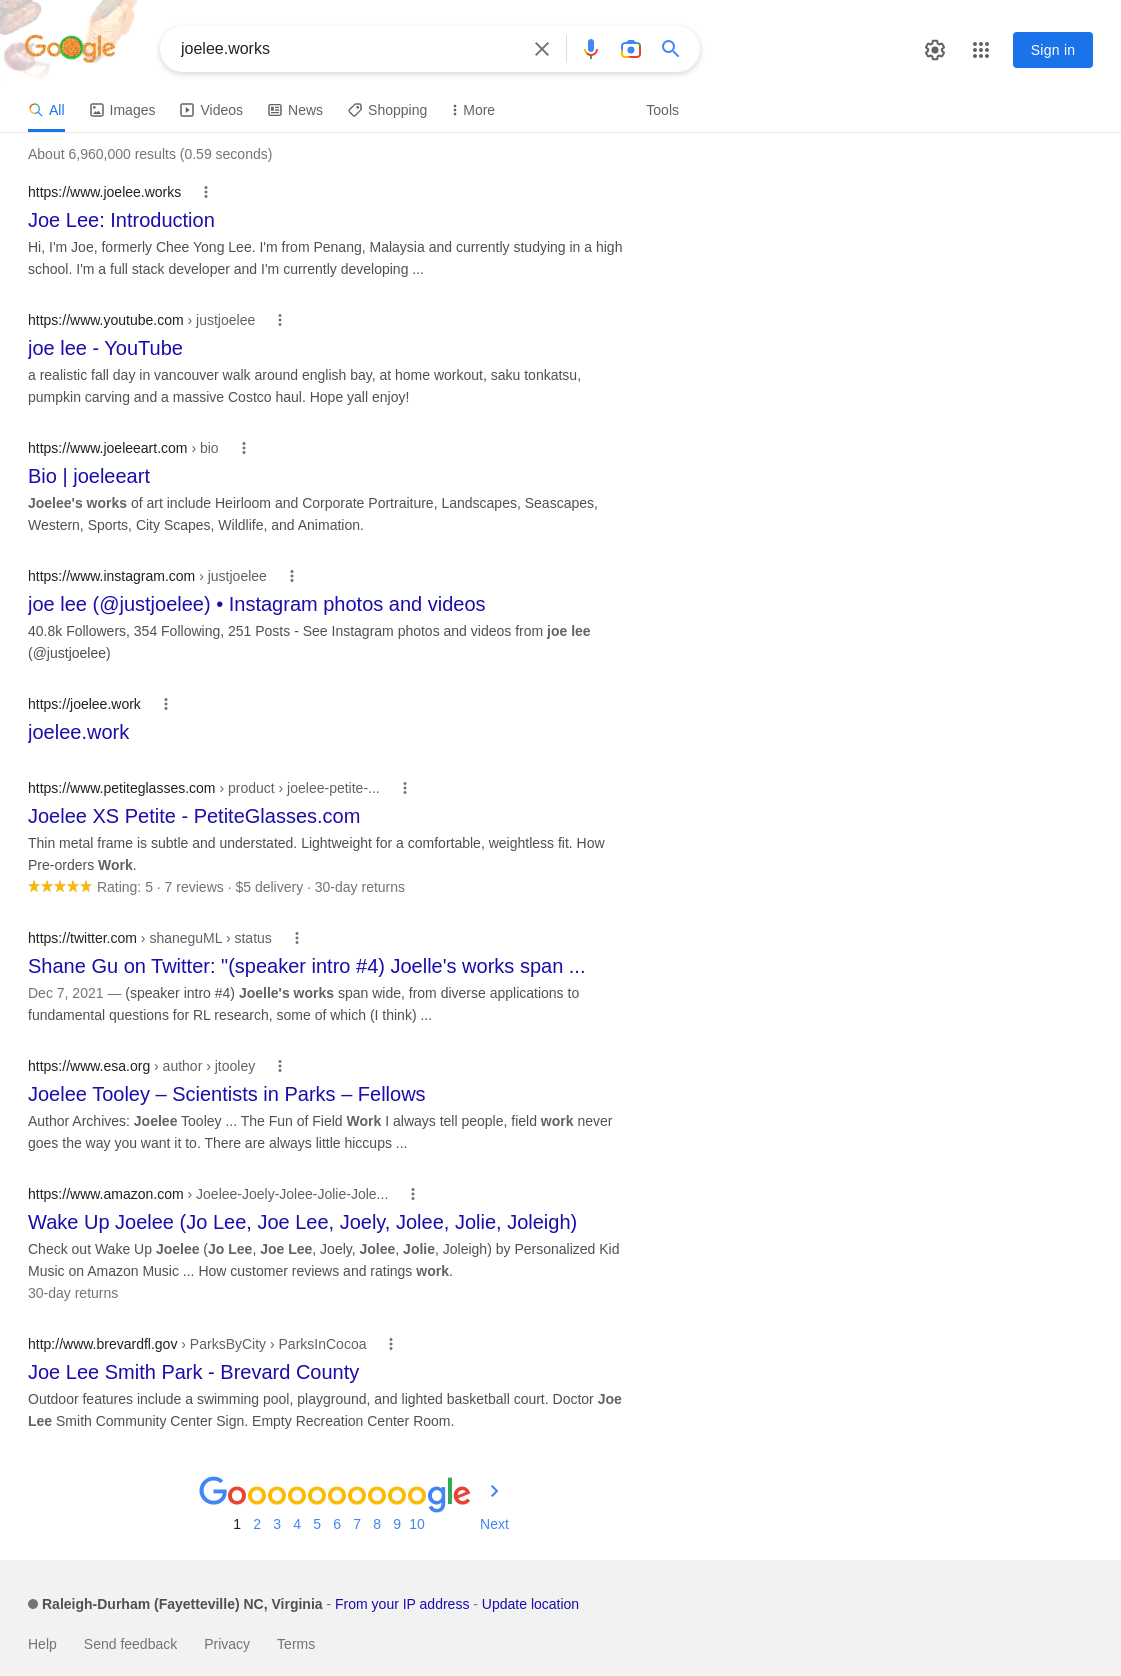 Google
joelee.works
Sign in
All
Images
Videos
News
Shopping
More
Tools
About 6,960,000 results (0.59 seconds)
https://www.joelee.works
Joe Lee: Introduction
Hi, I'm Joe, formerly Chee Yong Lee. I'm from Penang, Malaysia and currently studying in a high
school. I'm a full stack developer and I'm currently developing ...
https://www.youtube.com › justjoelee
joe lee - YouTube
a realistic fall day in vancouver walk around english bay, at home workout, saku tonkatsu,
pumpkin carving and a massive Costco haul. Hope yall enjoy!
https://www.joeleeart.com › bio
Bio | joeleeart
Joelee's works of art include Heirloom and Corporate Portraiture, Landscapes, Seascapes,
Western, Sports, City Scapes, Wildlife, and Animation.
https://www.instagram.com › justjoelee
joe lee (@justjoelee) • Instagram photos and videos
40.8k Followers, 354 Following, 251 Posts - See Instagram photos and videos from joe lee
(@justjoelee)
https://joelee.work
joelee.work
https://www.petiteglasses.com › product › joelee-petite-...
Joelee XS Petite - PetiteGlasses.com
Thin metal frame is subtle and understated. Lightweight for a comfortable, weightless fit. How
Pre-orders Work.
Rating: 5 · 7 reviews · $5 delivery · 30-day returns
https://twitter.com › shaneguML › status
Shane Gu on Twitter: "(speaker intro #4) Joelle's works span ...
Dec 7, 2021 — (speaker intro #4) Joelle's works span wide, from diverse applications to
fundamental questions for RL research, some of which (I think) ...
https://www.esa.org › author › jtooley
Joelee Tooley – Scientists in Parks – Fellows
Author Archives: Joelee Tooley ... The Fun of Field Work I always tell people, field work never
goes the way you want it to. There are always little hiccups ...
https://www.amazon.com › Joelee-Joely-Jolee-Jolie-Jole...
Wake Up Joelee (Jo Lee, Joe Lee, Joely, Jolee, Jolie, Joleigh)
Check out Wake Up Joelee (Jo Lee, Joe Lee, Joely, Jolee, Jolie, Joleigh) by Personalized Kid
Music on Amazon Music ... How customer reviews and ratings work.
30-day returns
http://www.brevardfl.gov › ParksByCity › ParksInCocoa
Joe Lee Smith Park - Brevard County
Outdoor features include a swimming pool, playground, and lighted basketball court. Doctor Joe
Lee Smith Community Center Sign. Empty Recreation Center Room.
Goooooooooogle
1 2 3 4 5 6 7 8 9 10 Next
Raleigh-Durham (Fayetteville) NC, Virginia - From your IP address - Update location
Help Send feedback Privacy Terms